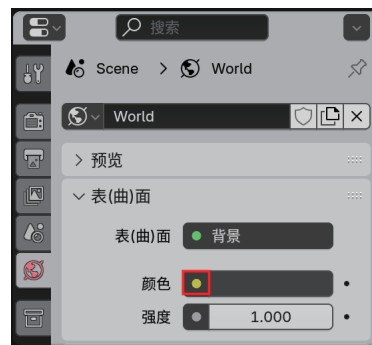 搜索
Scene > World
World
预览
表(曲)面
表(曲)面 背景
颜色
强度 1.000